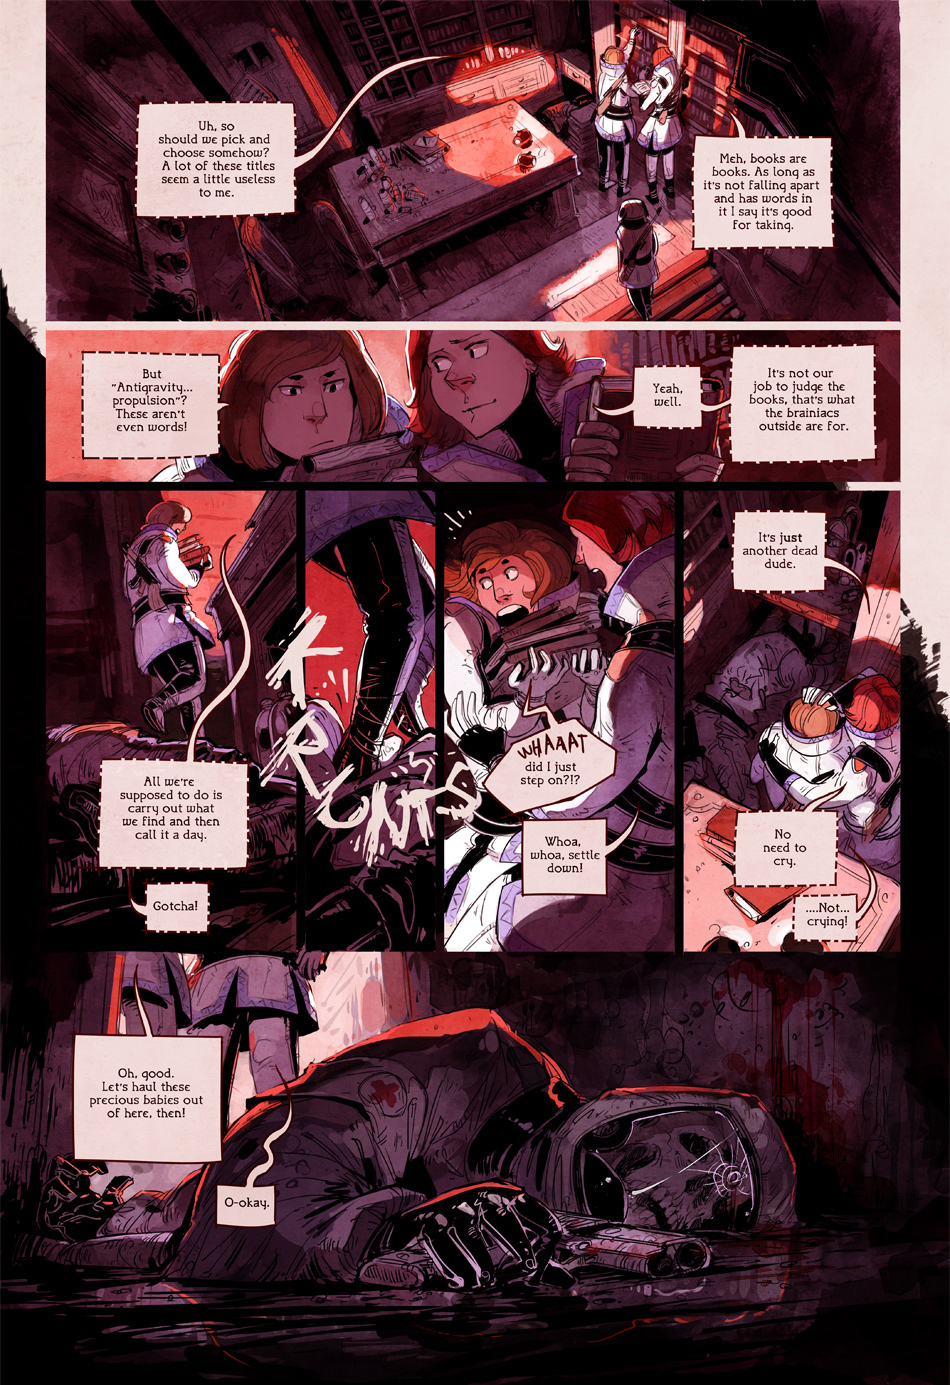 Uh, so
should we pick and
choose somehow?
A lot of these titles
seem a little useless
to me.
Meh, books are
books. As long as
it's not falling apart
and has words in
it I say it's good
for taking.
But
"Antigravity...
propulsion"?
These aren't
even words!
Yeah,
well.
It's not our
job to judge the
books, that's what
the brainiacs
outside are for.
All we're
supposed to do is
carry out what
we find and then
call it a day.
Gotcha!
KRUNTS
WHAAAT
did I just
step on?!?
Whoa,
whoa, settle
down!
It's just
another dead
dude.
No
need to
cry.
....Not...
crying!
Oh, good.
Let's haul these
precious babies out
of here, then!
O-okay.